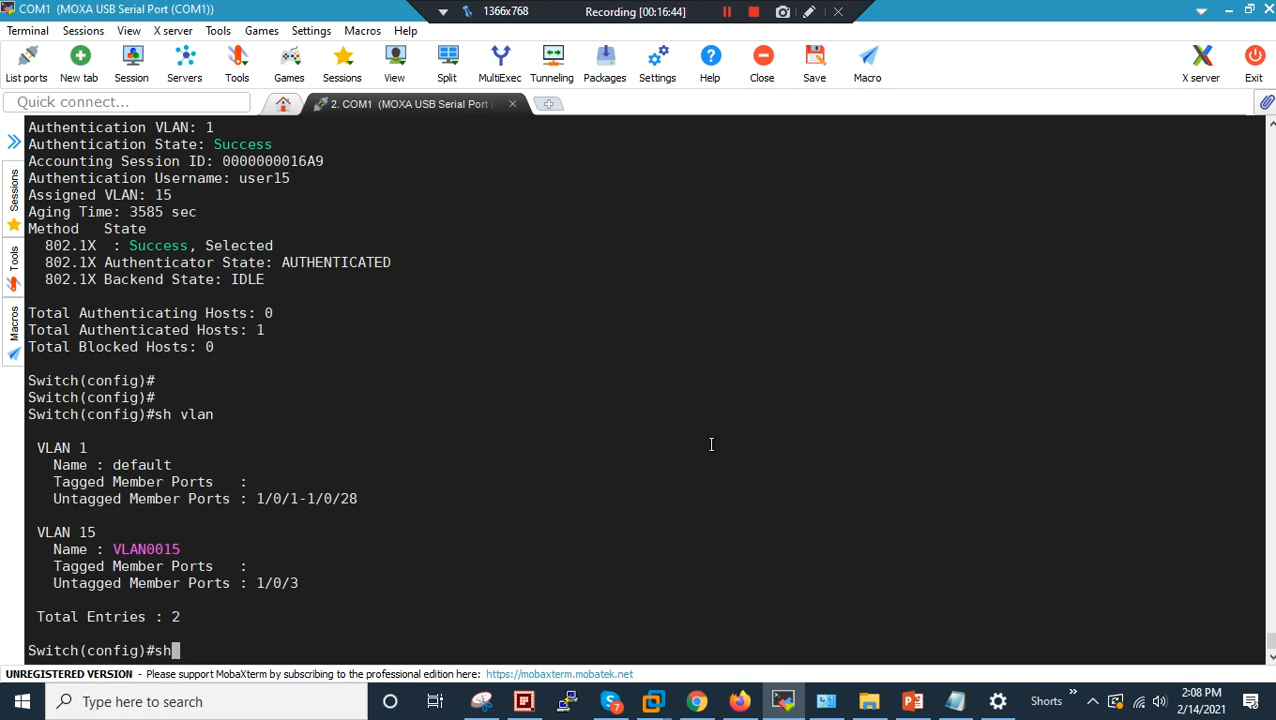 COM1 (MOXA USB Serial Port (COM1))
1366x768
Recording [00:16:44]
Terminal Sessions View X server Tools Games Settings Macros Help
List ports New tab Session Servers Tools Games Sessions View Split MultiExec Tunneling Packages Settings Help Close Save Macro X server Exit
Quick connect...
2. COM1 (MOXA USB Serial Port (
Sessions
Tools
Macros
Authentication VLAN: 1
Authentication State: Success
Accounting Session ID: 0000000016A9
Authentication Username: user15
Assigned VLAN: 15
Aging Time: 3585 sec
Method State
802.1X : Success, Selected
802.1X Authenticator State: AUTHENTICATED
802.1X Backend State: IDLE
Total Authenticating Hosts: 0
Total Authenticated Hosts: 1
Total Blocked Hosts: 0
Switch(config)#
Switch(config)#
Switch(config)#sh vlan
VLAN 1
Name : default
Tagged Member Ports :
Untagged Member Ports : 1/0/1-1/0/28
VLAN 15
Name : VLAN0015
Tagged Member Ports :
Untagged Member Ports : 1/0/3
Total Entries : 2
Switch(config)#sh
UNREGISTERED VERSION - Please support MobaXterm by subscribing to the professional edition here: https://mobaxterm.mobatek.net
Type here to search
Shorts
2:08 PM
2/14/2021